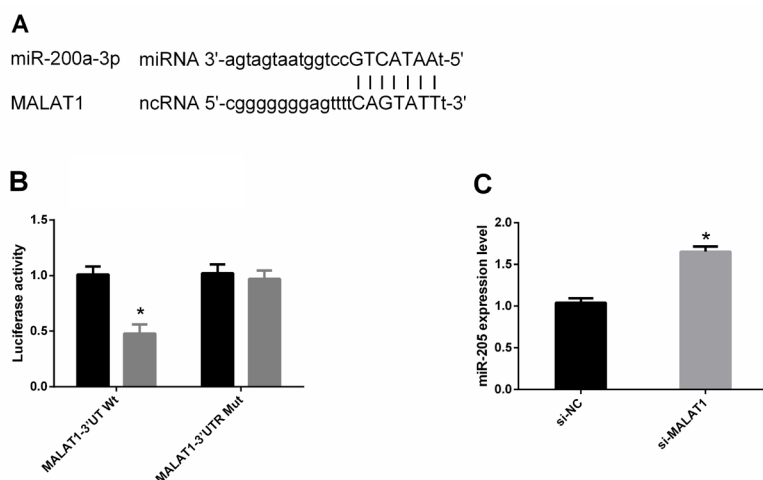 A
miR-200a-3p miRNA 3'-agtagtaatggtccGTCATAAt-5'
MALAT1 ncRNA 5'-cgggggggagttttCAGTATTt-3'
B
Luciferase activity
1.5
1.0
0.5
0.0
*
MALAT1-3'UT Wt
MALAT1-3'UTR Mut
C
miR-205 expression level
2.0
1.5
1.0
0.5
0.0
*
si-NC
si-MALAT1